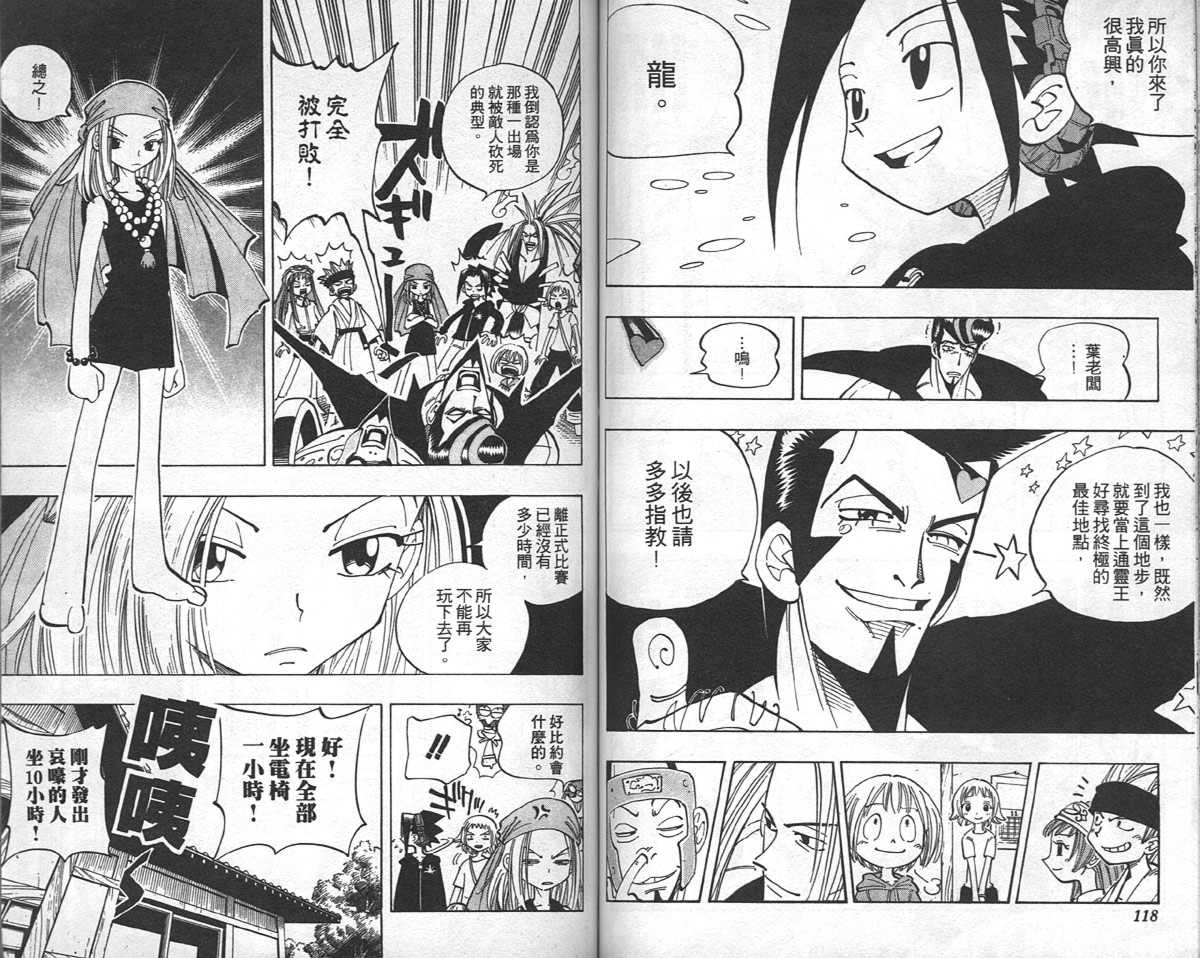 所以你來了
我真的
很高興，
龍。
葉老闆
…！
…嗚！
我也一樣，既然
到了這個地步，
就要當上通靈王
好尋找終極的
最佳地點，
以後也請
多多指教！
118
我倒認為你是
那種一出場
就被敵人砍死
的典型。
ガズギュー
完全
被打敗！
總之！
離正式比賽
已經沒有
多少時間，
所以大家
不能再
玩下去了。
好比約會
什麼的。
!!
好！
現在全部
坐電椅
一小時！
咦
咦
剛才發出
哀嚎的人
坐10小時！